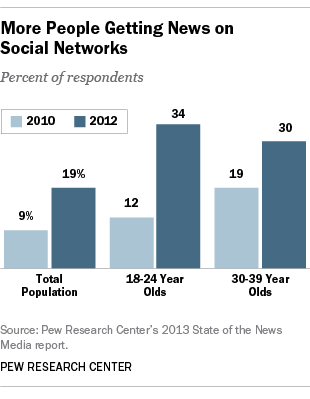 More People Getting News on
Social Networks
Percent of respondents
2010 2012
9%
19%
12
34
19
30
Total
Population
18-24 Year
Olds
30-39 Year
Olds
Source: Pew Research Center's 2013 State of the News
Media report.
PEW RESEARCH CENTER